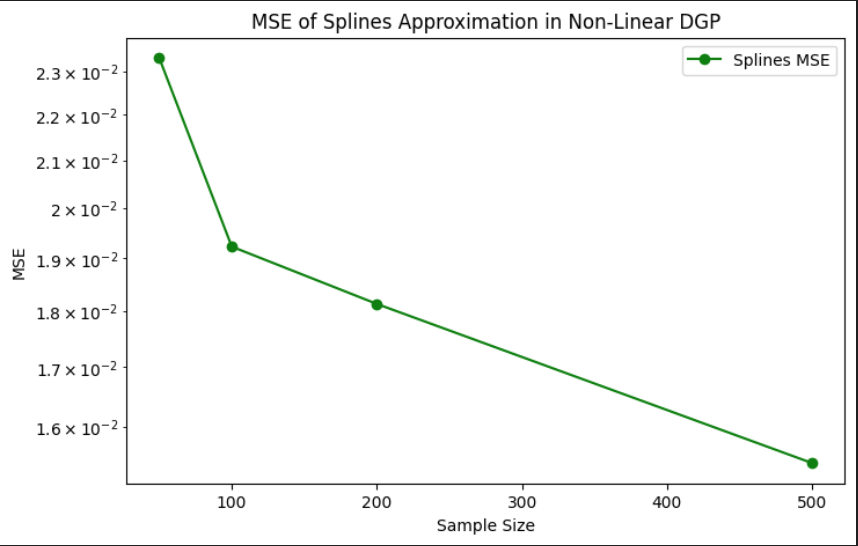 MSE of Splines Approximation in Non-Linear DGP
Splines MSE
2.3 × 10⁻²
2.2 × 10⁻²
2.1 × 10⁻²
2 × 10⁻²
1.9 × 10⁻²
1.8 × 10⁻²
1.7 × 10⁻²
1.6 × 10⁻²
MSE
100 200 300 400 500
Sample Size